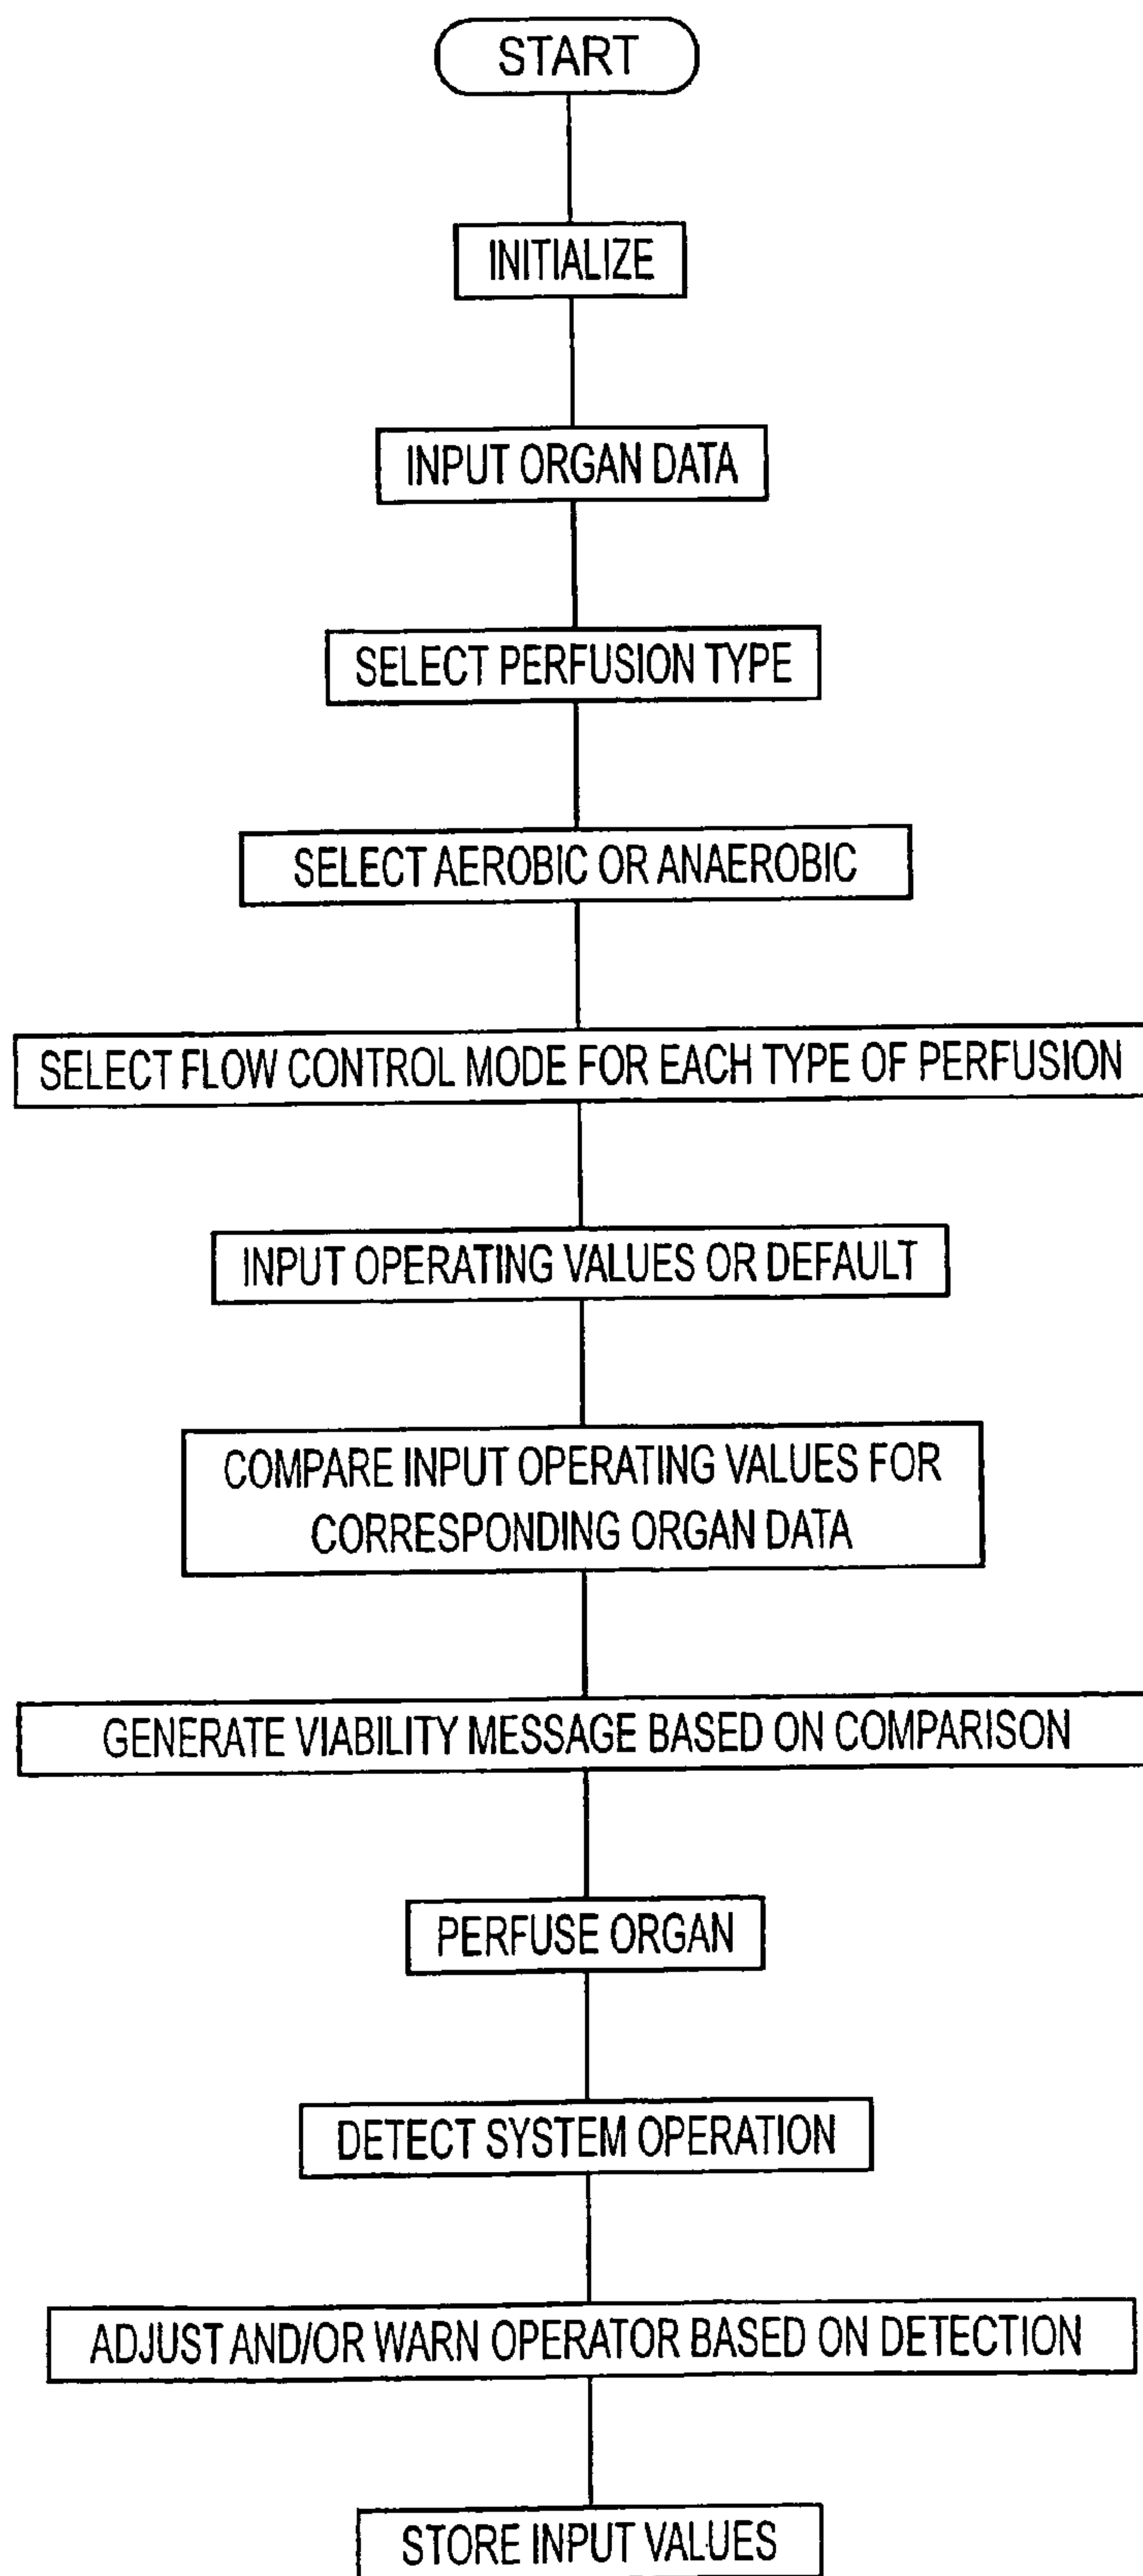 START
INITIALIZE
INPUT ORGAN DATA
SELECT PERFUSION TYPE
SELECT AEROBIC OR ANAEROBIC
SELECT FLOW CONTROL MODE FOR EACH TYPE OF PERFUSION
INPUT OPERATING VALUES OR DEFAULT
COMPARE INPUT OPERATING VALUES FOR
CORRESPONDING ORGAN DATA
GENERATE VIABILITY MESSAGE BASED ON COMPARISON
PERFUSE ORGAN
DETECT SYSTEM OPERATION
ADJUST AND/OR WARN OPERATOR BASED ON DETECTION
STORE INPUT VALUES